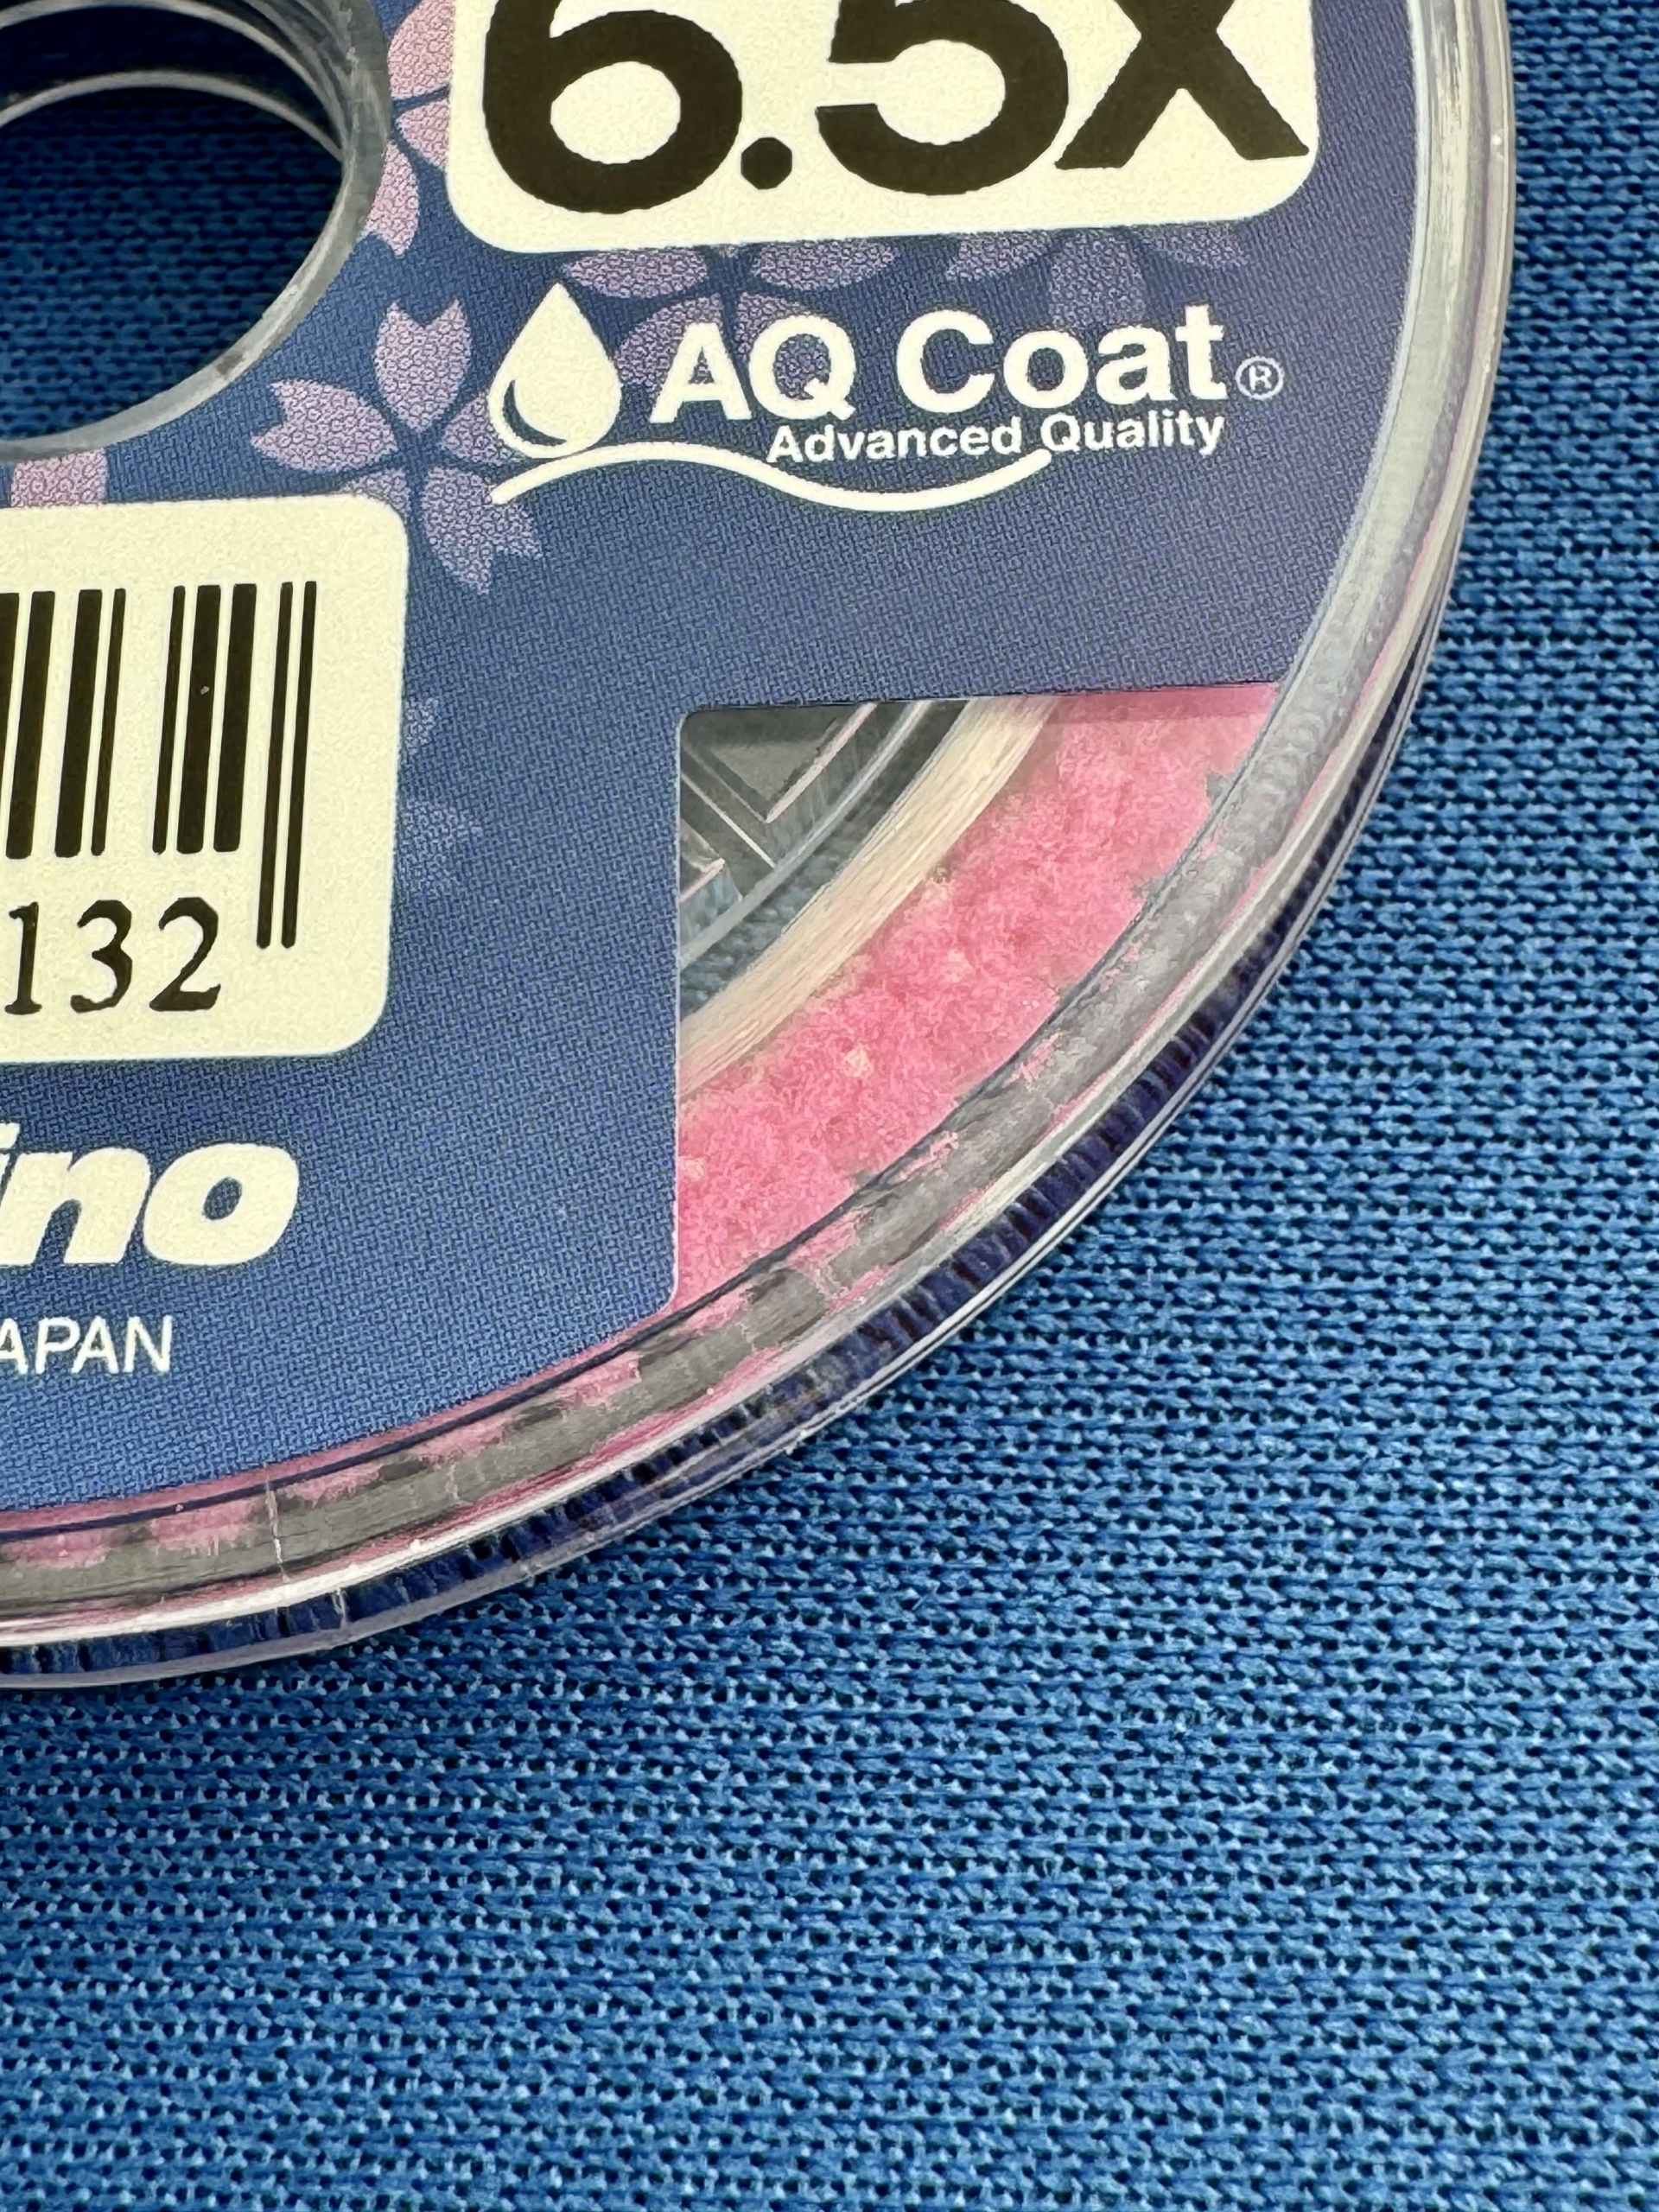 6.5x
AQ Coat®
Advanced Quality
132
ino
APAN